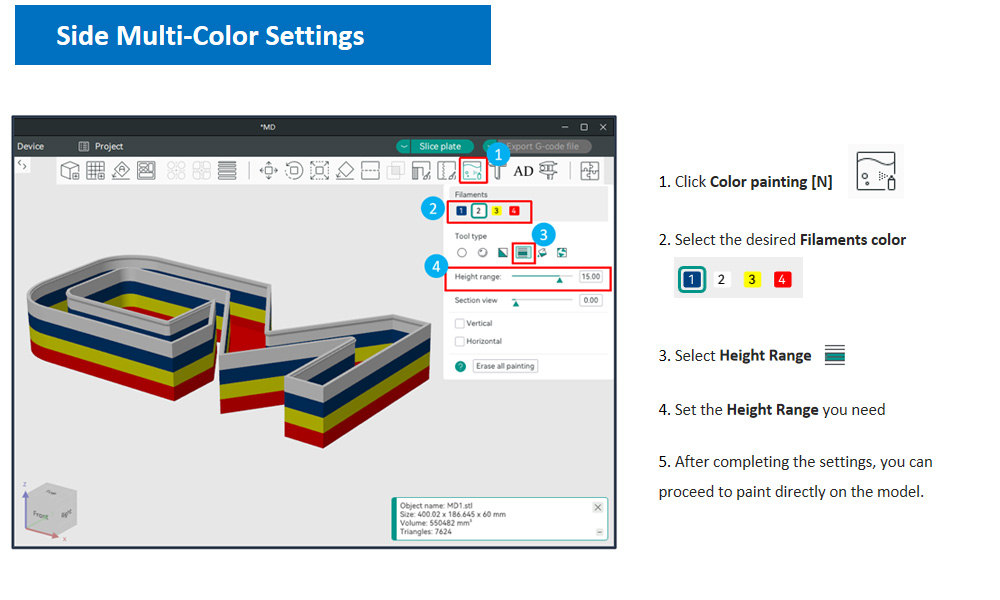 Side Multi-Color Settings
*MD
Device
Project
Slice plate
Export G-code file
1
AD
Filaments
2
1 2 3 4
Tool type
3
4
Height range:
15.00
Section view
0.00
Vertical
Horizontal
? Erase all painting
Object name: MD1.stl
Size: 400.02 x 186.645 x 60 mm
Volume: 550482 mm³
Triangles: 7624
z
Front
Right
x
1. Click Color painting [N]
2. Select the desired Filaments color
1 2 3 4
3. Select Height Range
4. Set the Height Range you need
5. After completing the settings, you can
proceed to paint directly on the model.